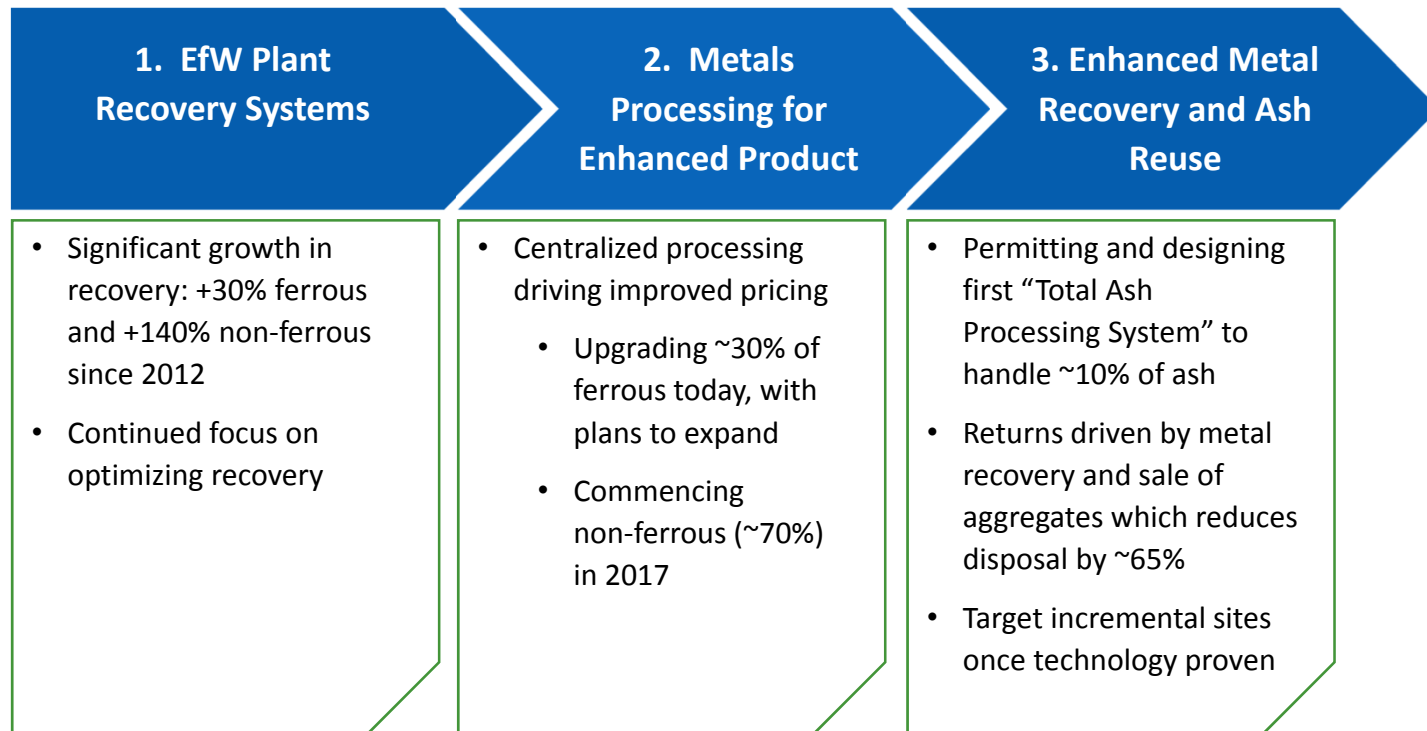 1.  EfW Plant
Recovery Systems
2.  Metals
Processing for
Enhanced Product
3. Enhanced Metal
Recovery and Ash
Reuse
• Significant growth in
recovery: +30% ferrous
and +140% non-ferrous
since 2012
• Continued focus on
optimizing recovery
• Centralized processing
driving improved pricing
• Upgrading ~30% of
ferrous today, with
plans to expand
• Commencing
non-ferrous (~70%)
in 2017
• Permitting and designing
first “Total Ash
Processing System” to
handle ~10% of ash
• Returns driven by metal
recovery and sale of
aggregates which reduces
disposal by ~65%
• Target incremental sites
once technology proven